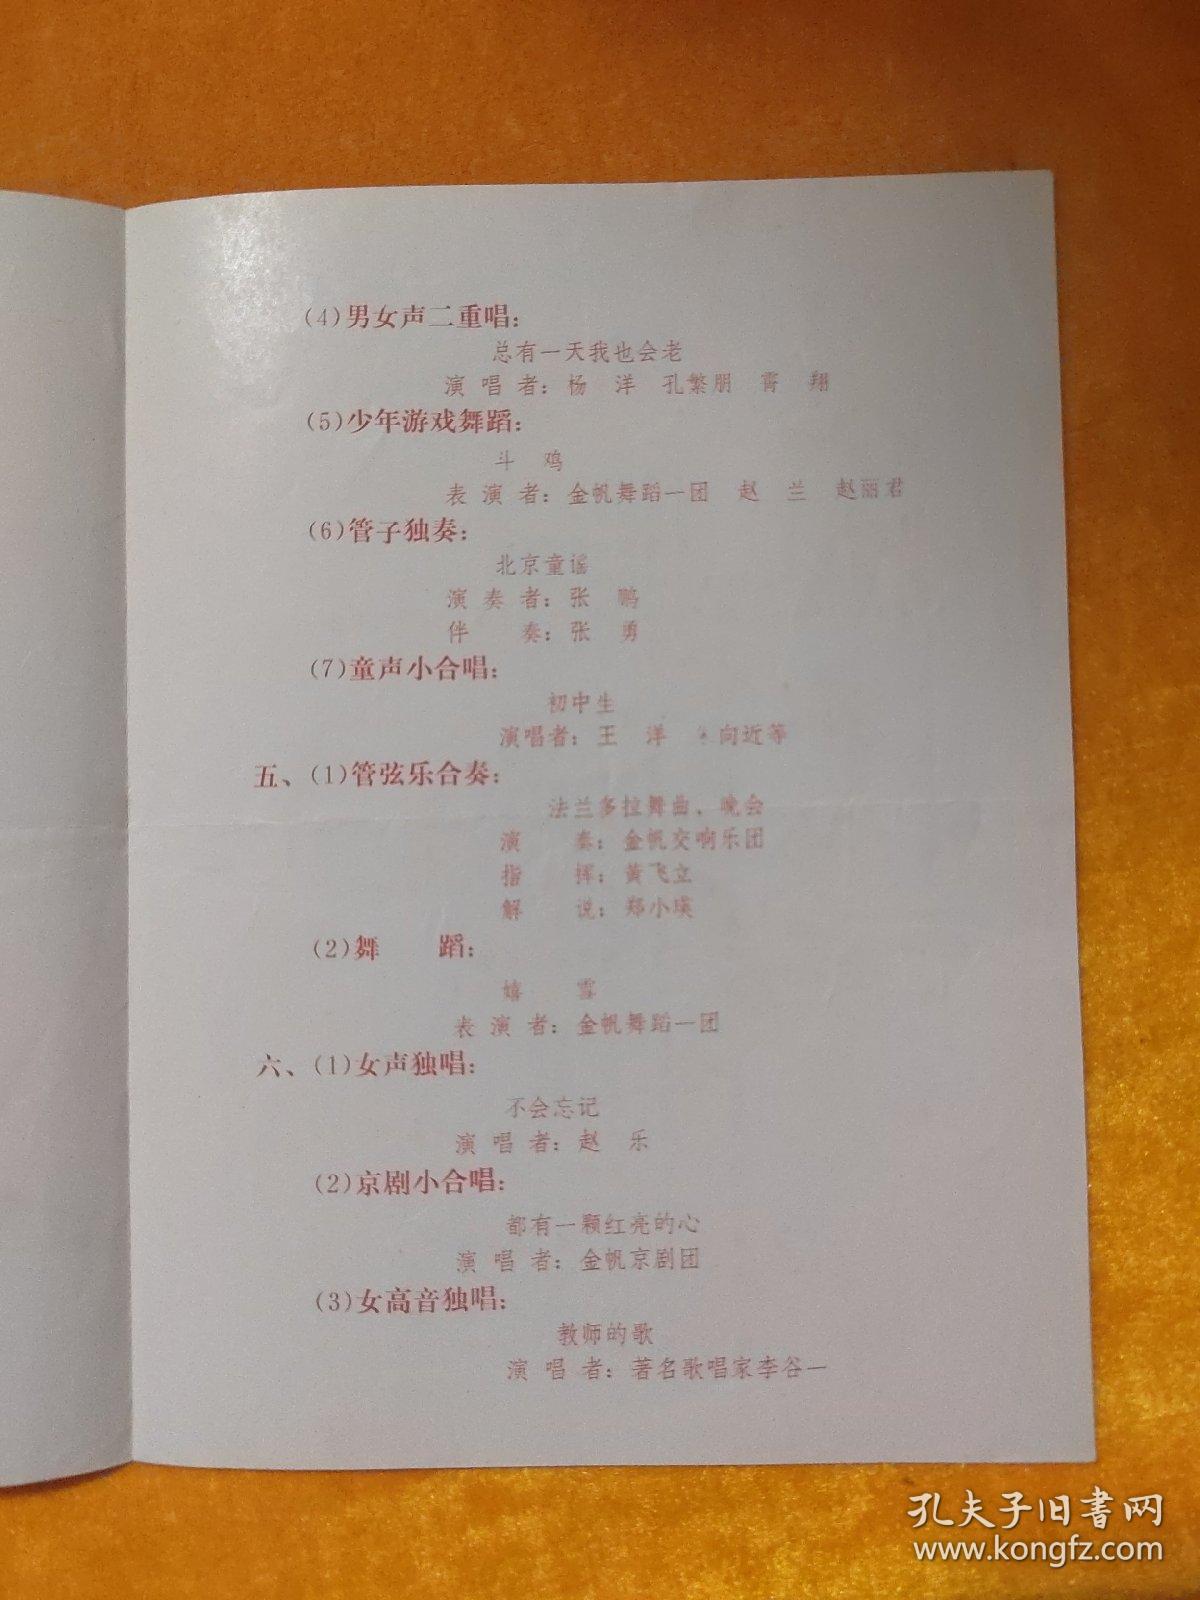 (4)男女声二重唱：
总有一天我也会老
演 唱 者：杨 洋 孔繁朋 霄 翔
(5)少年游戏舞蹈：
斗 鸡
表 演 者：金帆舞蹈一团 赵 兰 赵丽君
(6)管子独奏：
北京童谣
演 奏 者：张 鹏
伴 奏：张 勇
(7)童声小合唱：
初中生
演唱者：王 洋 向近等
五、(1)管弦乐合奏：
法兰多拉舞曲、晚会
演 奏：金帆交响乐团
指 挥：黄飞立
解 说：郑小瑛
(2)舞 蹈：
嬉 雪
表 演 者：金帆舞蹈一团
六、(1)女声独唱：
不会忘记
演 唱 者：赵 乐
(2)京剧小合唱：
都有一颗红亮的心
演 唱 者：金帆京剧团
(3)女高音独唱：
教师的歌
演 唱 者：著名歌唱家李谷一
孔夫子旧书网
www.kongfz.com